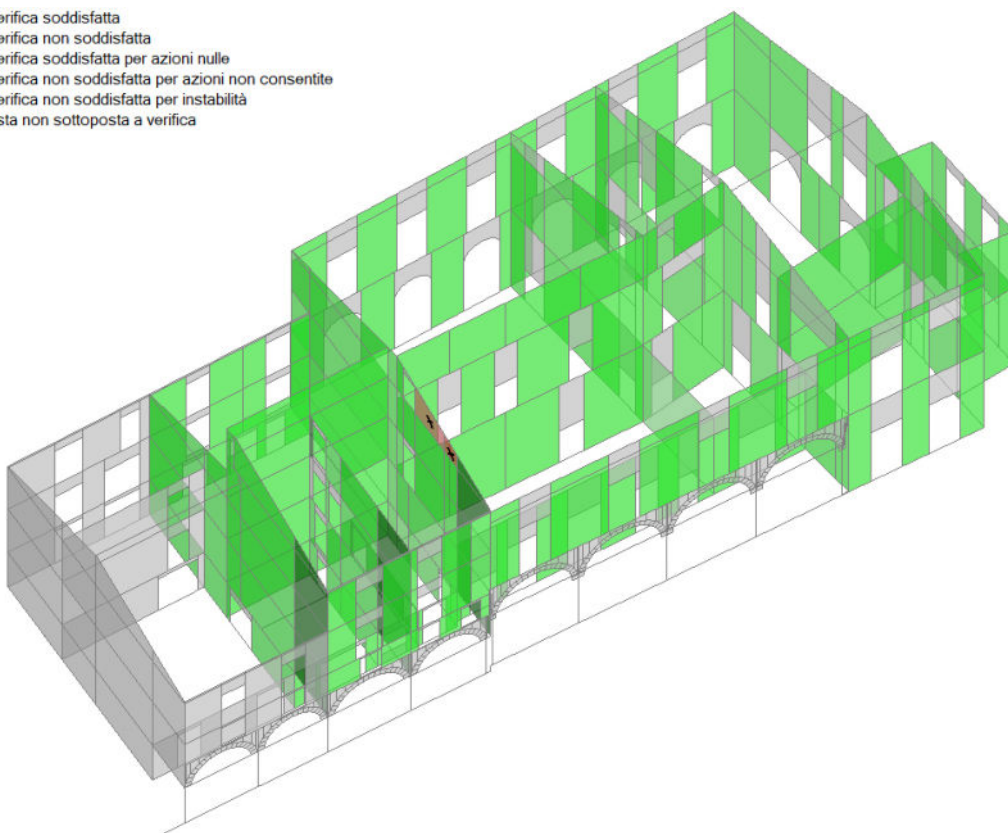 erifica soddisfatta
erifica non soddisfatta
erifica soddisfatta per azioni nulle
erifica non soddisfatta per azioni non consentite
erifica non soddisfatta per instabilità
sta non sottoposta a verifica